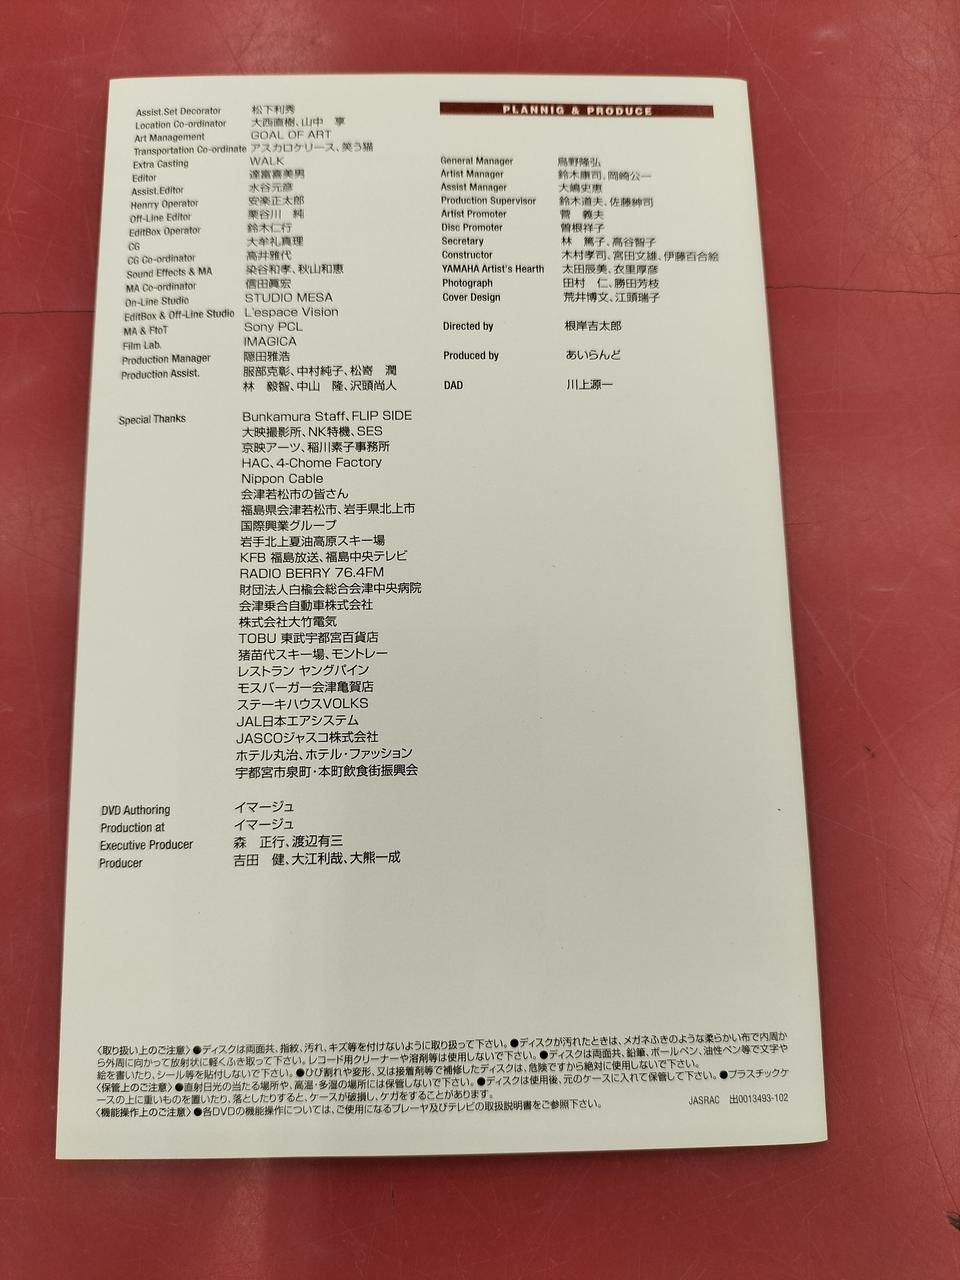 Assist.Set Decorator 松下利秀
Location Co-ordinator 大西直樹、山中　享
Art Management GOAL OF ART
Transportation Co-ordinate アスカロケリース、笑う猫
Extra Casting WALK
Editor 達富喜美男
Assist.Editor 水谷元彦
Henrry Operator 安楽正太郎
Off-Line Editor 栗谷川　純
EditBox Operator 鈴木仁行
CG 大牟礼真理
CG Co-ordinator 高井雅代
Sound Effects & MA 染谷和孝、秋山和恵
MA Co-ordinator 信田眞宏
On-Line Studio STUDIO MESA
EditBox & Off-Line Studio L'espace Vision
MA & FtoT Sony PCL
Film Lab. IMAGICA
Production Manager 隠田雅浩
Production Assist. 服部克彰、中村純子、松嵜　潤
林　毅智、中山　隆、沢頭尚人
Special Thanks Bunkamura Staff、FLIP SIDE
大映撮影所、NK特機、SES
京映アーツ、稲川素子事務所
HAC、4-Chome Factory
Nippon Cable
会津若松市の皆さん
福島県会津若松市、岩手県北上市
国際興業グループ
岩手北上夏油高原スキー場
KFB 福島放送、福島中央テレビ
RADIO BERRY 76.4FM
財団法人白楡会総合会津中央病院
会津乗合自動車株式会社
株式会社大竹電気
TOBU 東武宇都宮百貨店
猪苗代スキー場、モントレー
レストラン ヤングパイン
モスバーガー会津亀賀店
ステーキハウスVOLKS
JAL日本エアシステム
JASCOジャスコ株式会社
ホテル丸治、ホテル・ファッション
宇都宮市泉町・本町飲食街振興会
DVD Authoring イマージュ
Production at イマージュ
Executive Producer 森　正行、渡辺有三
Producer 吉田　健、大江利哉、大熊一成
PLANNIG & PRODUCE
General Manager 鳥野隆弘
Artist Manager 鈴木康司、岡崎公一
Assist Manager 大嶋史恵
Production Supervisor 鈴木道夫、佐藤紳司
Artist Promoter 菅　義夫
Disc Promoter 曽根祥子
Secretary 林　篤子、高谷智子
Constructor 木村孝司、宮田文雄、伊藤百合絵
YAMAHA Artist's Hearth 太田辰美、衣里厚彦
Photograph 田村　仁、勝田芳枝
Cover Design 荒井博文、江頭瑞子
Directed by 根岸吉太郎
Produced by あいらんど
DAD 川上源一
〈取り扱い上のご注意〉●ディスクは両面共、指紋、汚れ、キズ等を付けないように取り扱って下さい。●ディスクが汚れたときは、メガネふきのような柔らかい布で内周か
ら外周に向かって放射状に軽くふき取って下さい。レコード用クリーナーや溶剤等は使用しないで下さい。●ディスクは両面共、鉛筆、ボールペン、油性ペン等で文字や
絵を書いたり、シール等を貼付しないで下さい。●ひび割れや変形、又は接着剤等で補修したディスクは、危険ですから絶対に使用しないで下さい。
〈保管上のご注意〉●直射日光の当たる場所や、高温・多湿の場所には保管しないで下さい。●ディスクは使用後、元のケースに入れて保管して下さい。●プラスチックケ
ースの上に重いものを置いたり、落としたりすると、ケースが破損し、ケガをすることがあります。
〈機能操作上のご注意〉●各DVDの機能操作については、ご使用になるプレーヤ及びテレビの取扱説明書をご参照下さい。
JASRAC　出0013493-102